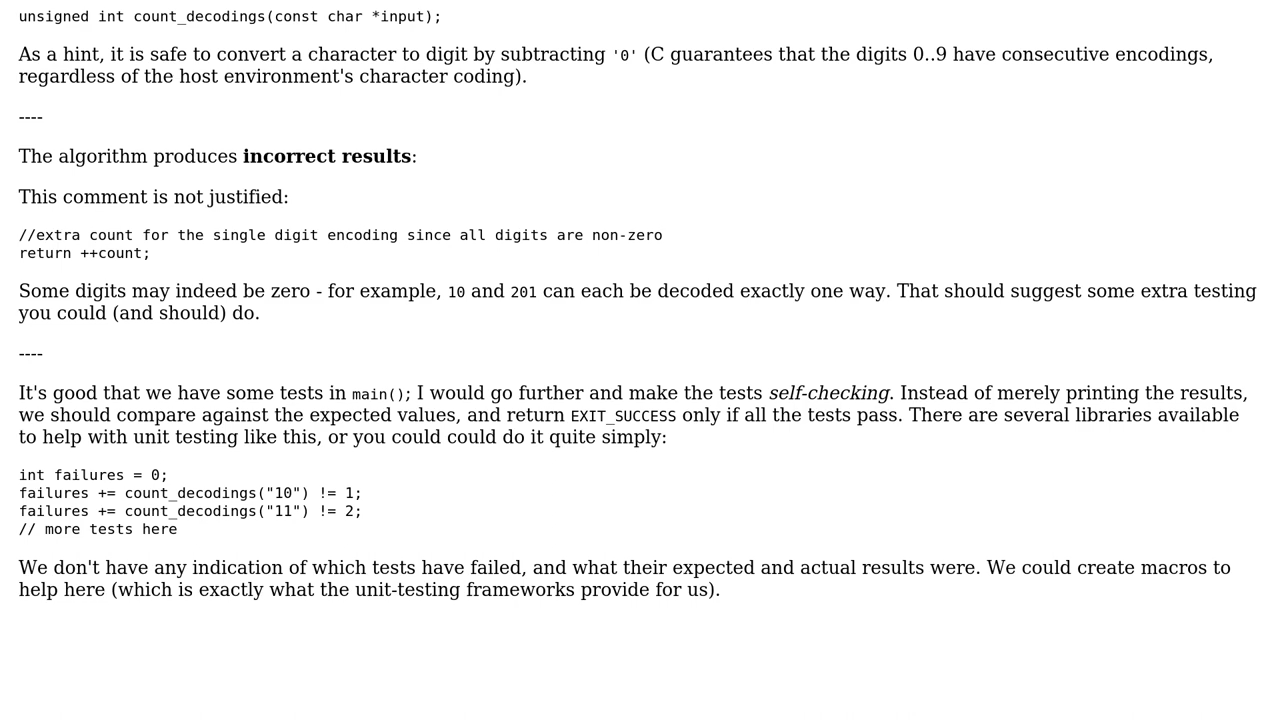 unsigned int count_decodings(const char *input);
As a hint, it is safe to convert a character to digit by subtracting '0' (C guarantees that the digits 0..9 have consecutive encodings,
regardless of the host environment's character coding).
----
The algorithm produces incorrect results:
This comment is not justified:
//extra count for the single digit encoding since all digits are non-zero
return ++count;
Some digits may indeed be zero - for example, 10 and 201 can each be decoded exactly one way. That should suggest some extra testing
you could (and should) do.
----
It's good that we have some tests in main(); I would go further and make the tests self-checking. Instead of merely printing the results,
we should compare against the expected values, and return EXIT_SUCCESS only if all the tests pass. There are several libraries available
to help with unit testing like this, or you could could do it quite simply:
int failures = 0;
failures += count_decodings("10") != 1;
failures += count_decodings("11") != 2;
// more tests here
We don't have any indication of which tests have failed, and what their expected and actual results were. We could create macros to
help here (which is exactly what the unit-testing frameworks provide for us).